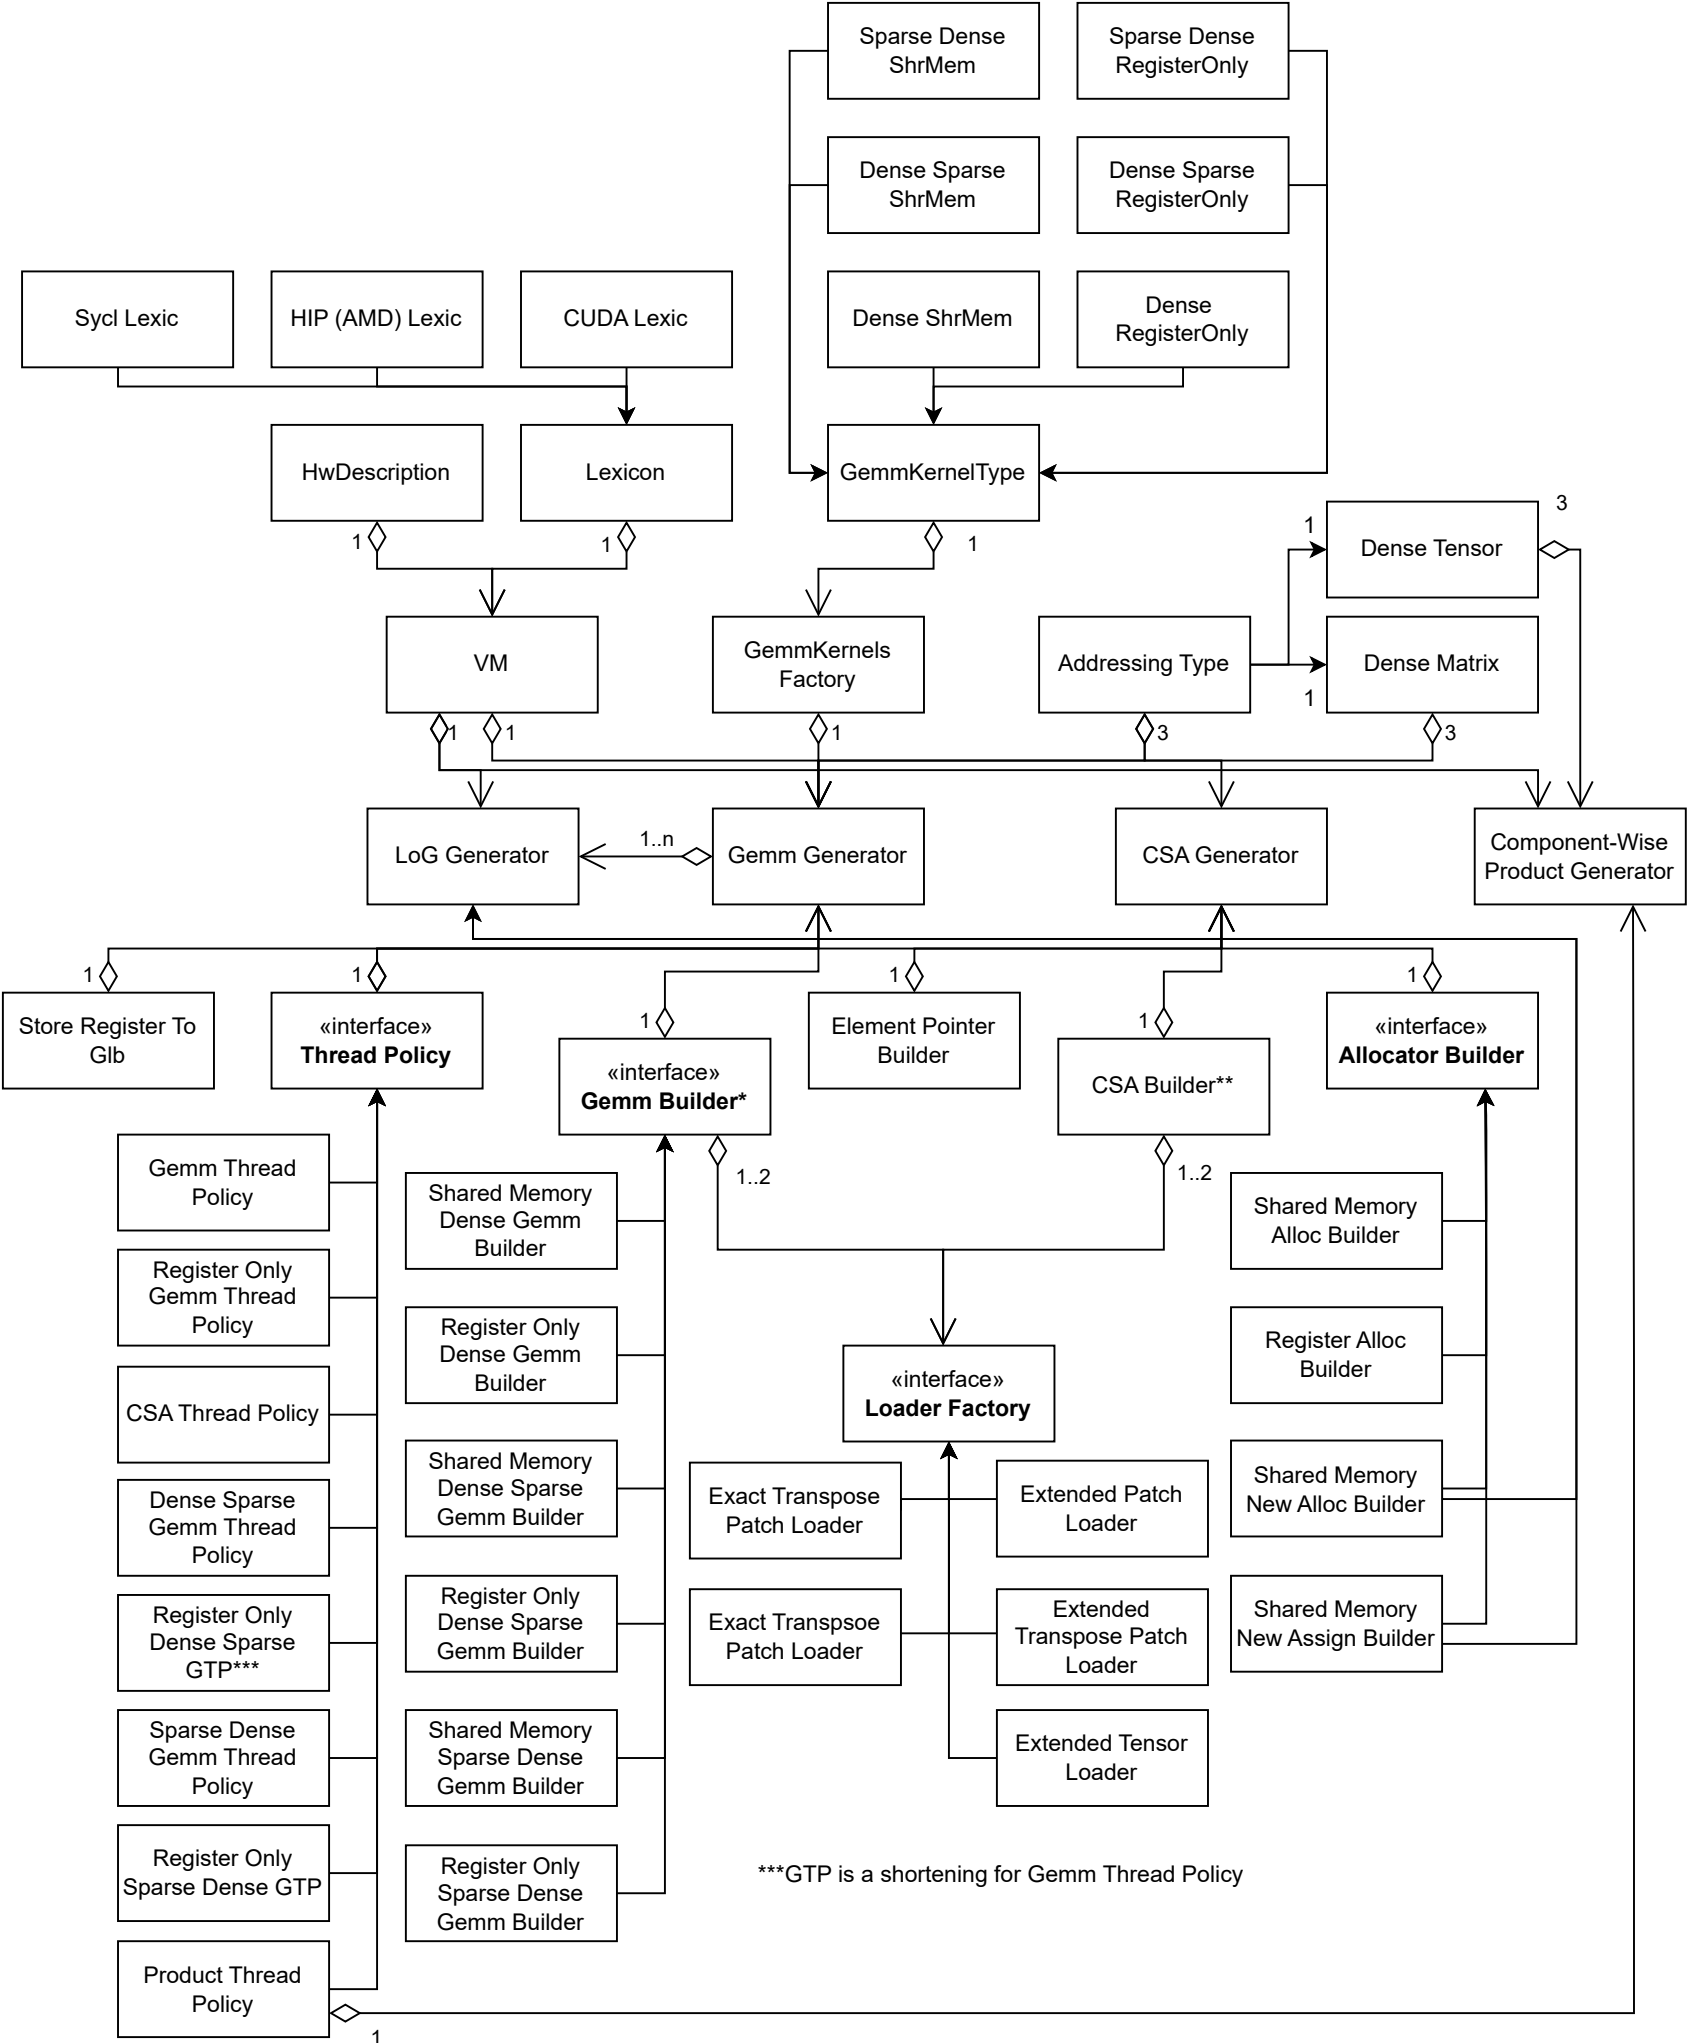 Sparse Dense
ShrMem
Sparse Dense
RegisterOnly
Dense Sparse
ShrMem
Dense Sparse
RegisterOnly
Sycl Lexic
HIP (AMD) Lexic
CUDA Lexic
Dense ShrMem
Dense
RegisterOnly
HwDescription
Lexicon
GemmKernelType
1
1
1
3
1
Dense Tensor
VM
GemmKernels
Factory
Addressing Type
Dense Matrix
1
1
1
1
3
3
LoG Generator
1..n
Gemm Generator
CSA Generator
Component-Wise
Product Generator
1
1
1
1
Store Register To
Glb
«interface»
Thread Policy
1
«interface»
Gemm Builder*
Element Pointer
Builder
1
CSA Builder**
«interface»
Allocator Builder
1..2
1..2
Gemm Thread
Policy
Register Only
Gemm Thread
Policy
CSA Thread Policy
Dense Sparse
Gemm Thread
Policy
Register Only
Dense Sparse
GTP***
Sparse Dense
Gemm Thread
Policy
Register Only
Sparse Dense GTP
Product Thread
Policy
1
Shared Memory
Dense Gemm
Builder
Register Only
Dense Gemm
Builder
Shared Memory
Dense Sparse
Gemm Builder
Register Only
Dense Sparse
Gemm Builder
Shared Memory
Sparse Dense
Gemm Builder
Register Only
Sparse Dense
Gemm Builder
«interface»
Loader Factory
Exact Transpose
Patch Loader
Extended Patch
Loader
Exact Transpsoe
Patch Loader
Extended
Transpose Patch
Loader
Extended Tensor
Loader
Shared Memory
Alloc Builder
Register Alloc
Builder
Shared Memory
New Alloc Builder
Shared Memory
New Assign Builder
***GTP is a shortening for Gemm Thread Policy